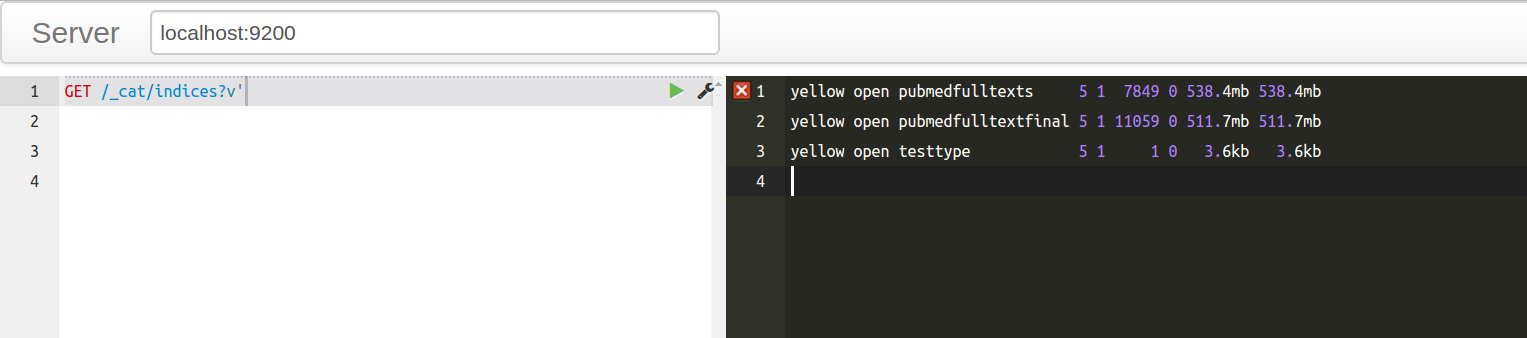 Server localhost:9200
1 GET /_cat/indices?v'
2
3
4
1 yellow open pubmedfulltexts 5 1 7849 0 538.4mb 538.4mb
2 yellow open pubmedfulltextfinal 5 1 11059 0 511.7mb 511.7mb
3 yellow open testtype 5 1 1 0 3.6kb 3.6kb
4